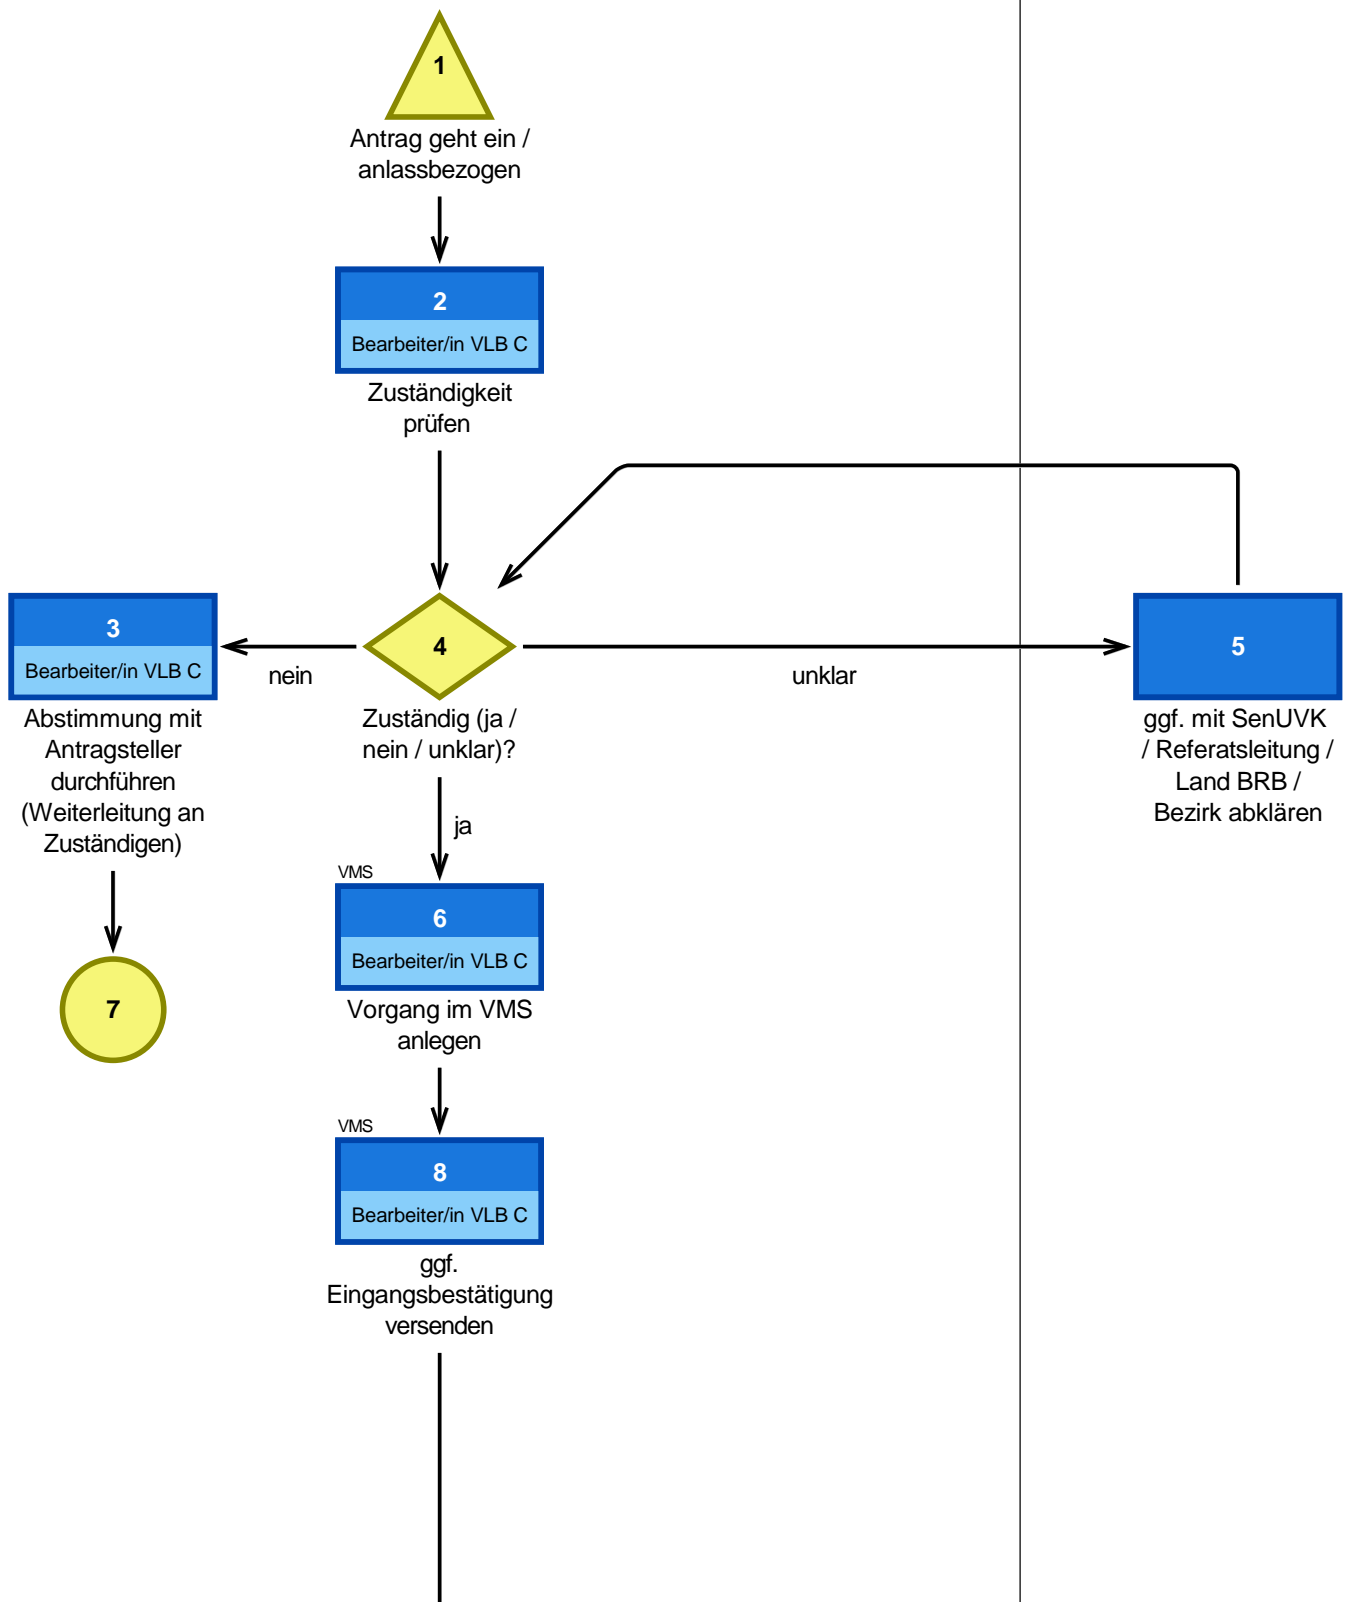 1
Antrag geht ein /
anlassbezogen
2
Bearbeiter/in VLB C
Zuständigkeit
prüfen
3
Bearbeiter/in VLB C
Abstimmung mit
Antragsteller
durchführen
(Weiterleitung an
Zuständigen)
nein
4
Zuständig (ja /
nein / unklar)?
unklar
5
ggf. mit SenUVK
/ Referatsleitung /
Land BRB /
Bezirk abklären
ja
VMS
6
Bearbeiter/in VLB C
Vorgang im VMS
anlegen
7
VMS
8
Bearbeiter/in VLB C
ggf.
Eingangsbestätigung
versenden